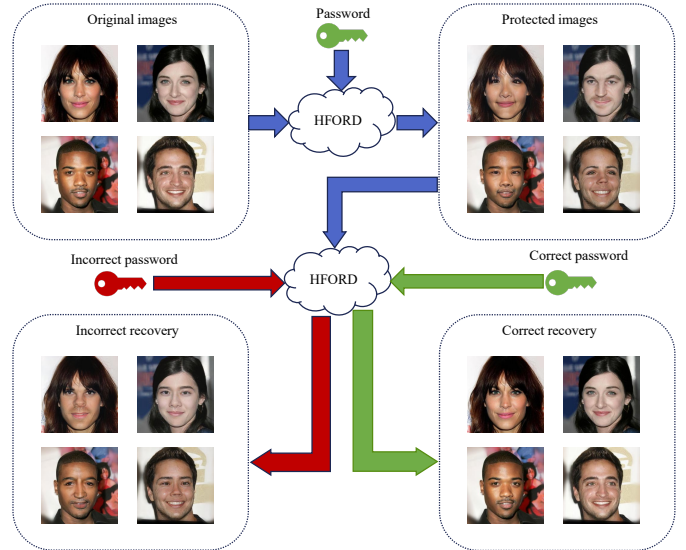 Original images
Password
Protected images
HFORD
Incorrect password
HFORD
Correct password
Incorrect recovery
Correct recovery